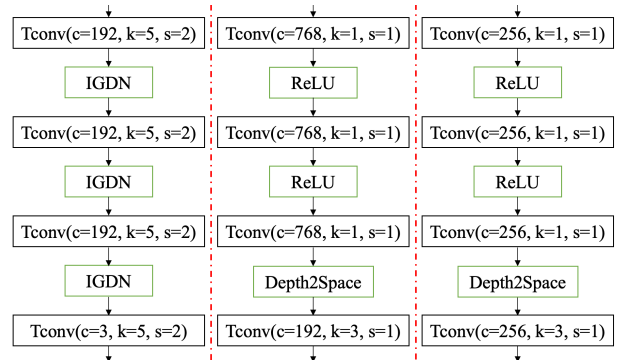 Tconv(c=192, k=5, s=2)
IGDN
Tconv(c=192, k=5, s=2)
IGDN
Tconv(c=192, k=5, s=2)
IGDN
Tconv(c=3, k=5, s=2)
Tconv(c=768, k=1, s=1)
ReLU
Tconv(c=768, k=1, s=1)
ReLU
Tconv(c=768, k=1, s=1)
Depth2Space
Tconv(c=192, k=3, s=1)
Tconv(c=256, k=1, s=1)
ReLU
Tconv(c=256, k=1, s=1)
ReLU
Tconv(c=256, k=1, s=1)
Depth2Space
Tconv(c=256, k=3, s=1)